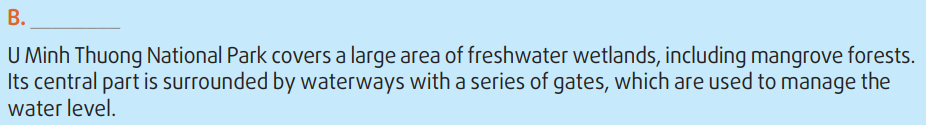 B. ________
U Minh Thuong National Park covers a large area of freshwater wetlands, including mangrove forests.
Its central part is surrounded by waterways with a series of gates, which are used to manage the
water level.